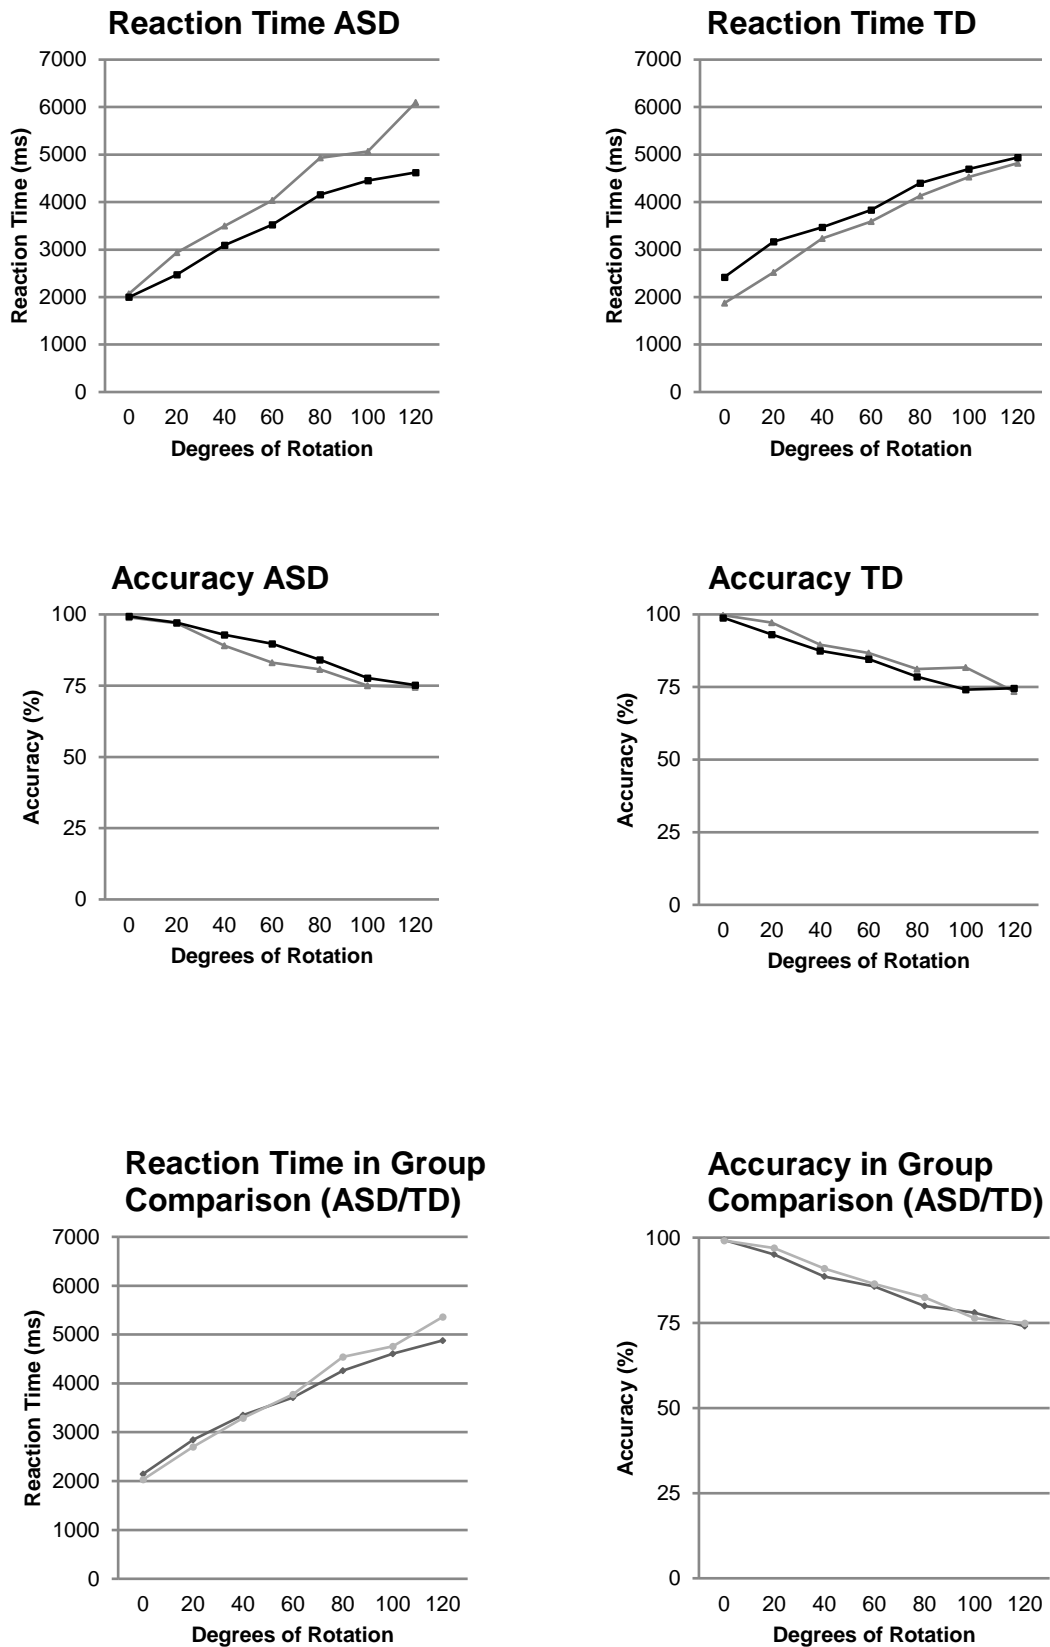 Reaction Time ASD
7000
6000
5000
4000
3000
2000
1000
0
Reaction Time (ms)
0 20 40 60 80 100 120
Degrees of Rotation
Reaction Time TD
7000
6000
5000
4000
3000
2000
1000
0
Reaction Time (ms)
0 20 40 60 80 100 120
Degrees of Rotation
Accuracy ASD
100
75
50
25
0
Accuracy (%)
0 20 40 60 80 100 120
Degrees of Rotation
Accuracy TD
100
75
50
25
0
Accuracy (%)
0 20 40 60 80 100 120
Degrees of Rotation
Reaction Time in Group
Comparison (ASD/TD)
7000
6000
5000
4000
3000
2000
1000
0
Reaction Time (ms)
0 20 40 60 80 100 120
Degrees of Rotation
Accuracy in Group
Comparison (ASD/TD)
100
75
50
25
0
Accuracy (%)
0 20 40 60 80 100 120
Degrees of Rotation